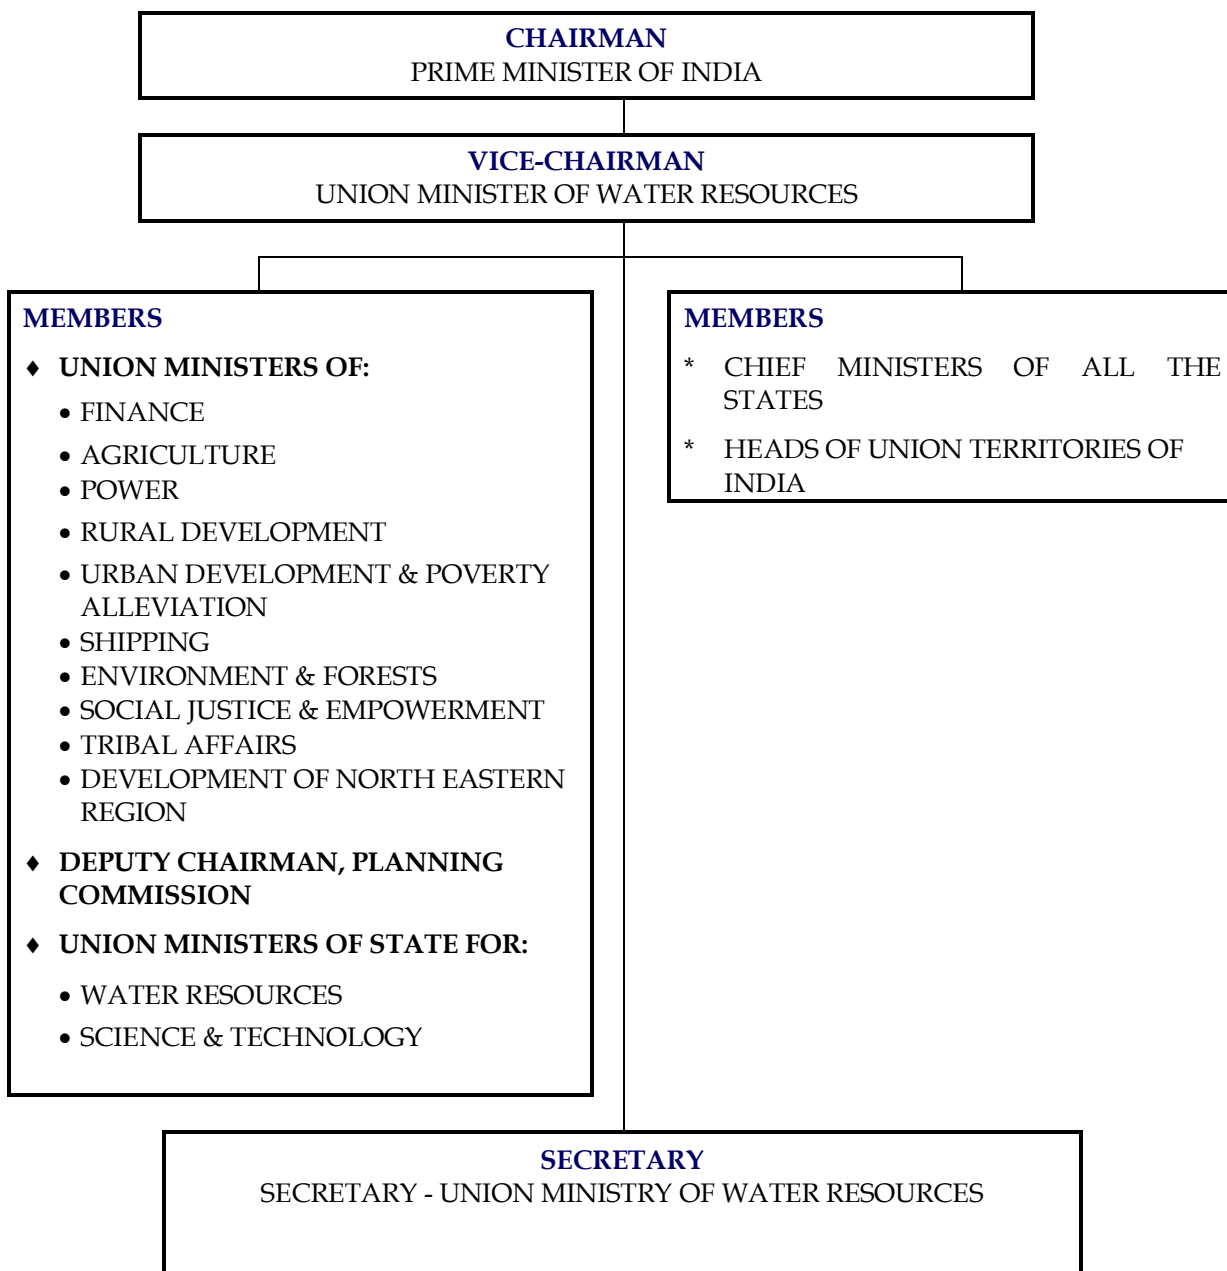 CHAIRMAN
PRIME MINISTER OF INDIA
VICE-CHAIRMAN
UNION MINISTER OF WATER RESOURCES
MEMBERS
♦ UNION MINISTERS OF:
• FINANCE
• AGRICULTURE
• POWER
• RURAL DEVELOPMENT
• URBAN DEVELOPMENT & POVERTY
ALLEVIATION
• SHIPPING
• ENVIRONMENT & FORESTS
• SOCIAL JUSTICE & EMPOWERMENT
• TRIBAL AFFAIRS
• DEVELOPMENT OF NORTH EASTERN
REGION
♦ DEPUTY CHAIRMAN, PLANNING
COMMISSION
♦ UNION MINISTERS OF STATE FOR:
• WATER RESOURCES
• SCIENCE & TECHNOLOGY
MEMBERS
* CHIEF MINISTERS OF ALL THE
STATES
* HEADS OF UNION TERRITORIES OF
INDIA
SECRETARY
SECRETARY - UNION MINISTRY OF WATER RESOURCES